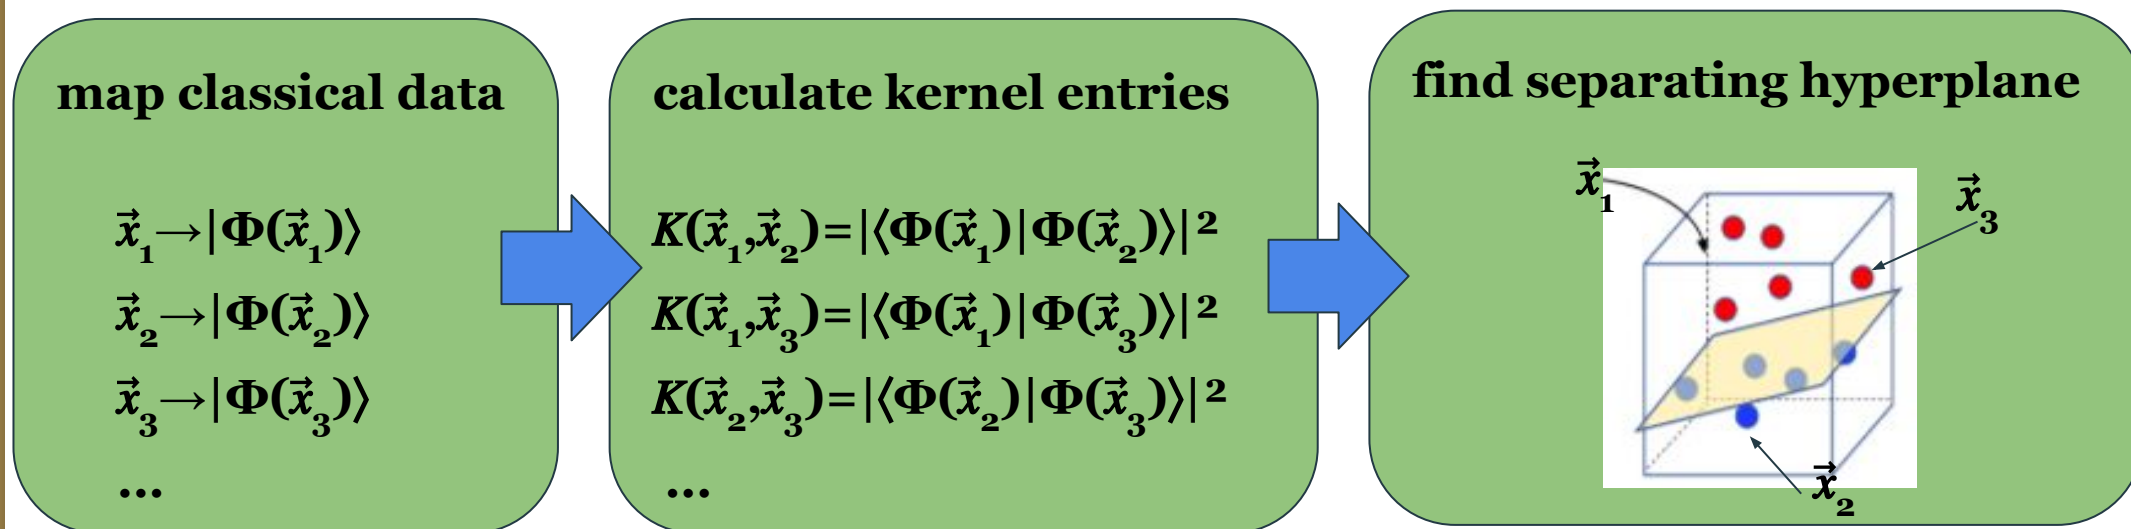 map classical data
x⃗₁→|Φ(x⃗₁)⟩
x⃗₂→|Φ(x⃗₂)⟩
x⃗₃→|Φ(x⃗₃)⟩
...
calculate kernel entries
K(x⃗₁,x⃗₂)=|⟨Φ(x⃗₁)|Φ(x⃗₂)⟩|²
K(x⃗₁,x⃗₃)=|⟨Φ(x⃗₁)|Φ(x⃗₃)⟩|²
K(x⃗₂,x⃗₃)=|⟨Φ(x⃗₂)|Φ(x⃗₃)⟩|²
...
find separating hyperplane
x⃗₁
x⃗₃
x⃗₂